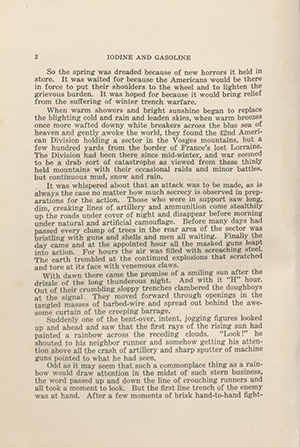 2 IODINE AND GASOLINE
So the spring was dreaded because of new horrors it held in
store. It was waited for because the Americans would be there
in force to put their shoulders to the wheel and to lighten the
grievous burden. It was hoped for because it would bring relief
from the suffering of winter trench warfare.
When warm showers and bright sunshine began to replace
the blighting cold and rain and leaden skies, when warm breezes
once more wafted downy white breakers across the blue sea of
heaven and gently awoke the world, they found the 42nd Ameri-
can Division holding a sector in the Vosges mountains, but a
few hundred yards from the border of France's lost Lorraine.
The Division had been there since mid-winter, and war seemed
to be a drab sort of catastrophe as viewed from these thinly
held mountains with their occasional raids and minor battles,
but continuous mud, snow and rain.
It was whispered about that an attack was to be made, as is
always the case no matter how much secrecy is observed in prep-
arations for the action. Those who were in support saw long,
dim, creaking lines of artillery and ammunition come stealthily
up the roads under cover of night and disappear before morning
under natural and artificial camouflage. Before many days had
passed every clump of trees in the rear area of the sector was
bristling with guns and shells and men all waiting. Finally the
day came and at the appointed hour all the masked guns leapt
into action. For hours the air was filled with screaching steel.
The earth trembled at the continued explosions that scratched
and tore at its face with venemous claws.
With dawn there came the promise of a smiling sun after the
drizzle of the long thunderous night. And with it "H" hour.
Out of their crumbling sloppy trenches clambered the doughboys
at the signal. They moved forward through openings in the
tangled masses of barbed-wire and spread out behind the awe-
some curtain of the creeping barrage.
Suddenly one of the bent-over, intent, jogging figures looked
up and ahead and saw that the first rays of the rising sun had
painted a rainbow across the receding clouds. "Look!" he
shouted to his neighbor runner and somehow getting his atten-
tion above all the crash of artillery and sharp sputter of machine
guns pointed to what he had seen.
Odd as it may seem that such a commonplace thing as a rain-
bow would draw attention in the midst of such stern business,
the word passed up and down the line of crouching runners and
all took a moment to look. But the first line trench of the enemy
was at hand. After a few moments of brisk hand-to-hand fight-